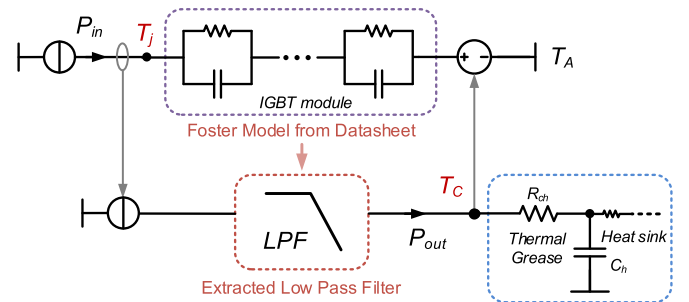 P_in
T_j
+ -
T_A
IGBT module
Foster Model from Datasheet
T_C
LPF
P_out
R_ch
Thermal
Grease
Heat sink
C_h
Extracted Low Pass Filter